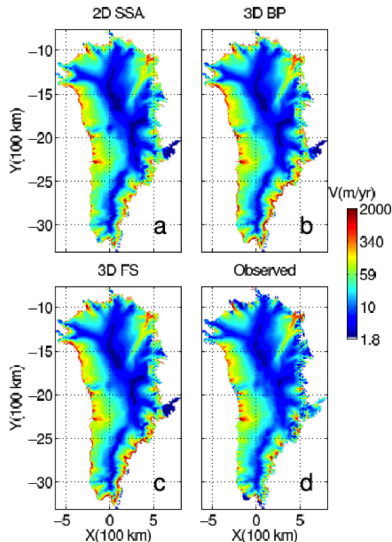 2D SSA 3D BP
−10
−15
−20
−25
−30
Y(100 km)
a b
V(m/yr)
2000
340
59
10
1.8
3D FS Observed
−10
−15
−20
−25
−30
Y(100 km)
c d
−5 0 5 −5 0 5
X(100 km) X(100 km)